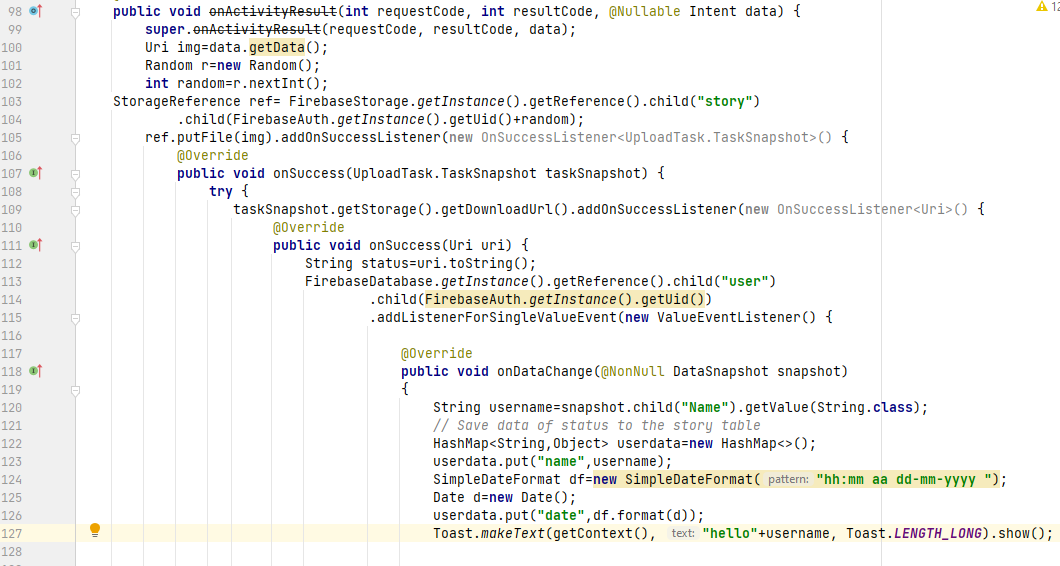 98 public void onActivityResult(int requestCode, int resultCode, @Nullable Intent data) {
99 super.onActivityResult(requestCode, resultCode, data);
100 Uri img=data.getData();
101 Random r=new Random();
102 int random=r.nextInt();
103 StorageReference ref= FirebaseStorage.getInstance().getReference().child("story")
104 .child(FirebaseAuth.getInstance().getUid()+random);
105 ref.putFile(img).addOnSuccessListener(new OnSuccessListener<UploadTask.TaskSnapshot>() {
106 @Override
107 public void onSuccess(UploadTask.TaskSnapshot taskSnapshot) {
108 try {
109 taskSnapshot.getStorage().getDownloadUrl().addOnSuccessListener(new OnSuccessListener<Uri>() {
110 @Override
111 public void onSuccess(Uri uri) {
112 String status=uri.toString();
113 FirebaseDatabase.getInstance().getReference().child("user")
114 .child(FirebaseAuth.getInstance().getUid())
115 .addListenerForSingleValueEvent(new ValueEventListener() {
116
117 @Override
118 public void onDataChange(@NonNull DataSnapshot snapshot)
119 {
120 String username=snapshot.child("Name").getValue(String.class);
121 // Save data of status to the story table
122 HashMap<String,Object> userdata=new HashMap<>();
123 userdata.put("name",username);
124 SimpleDateFormat df=new SimpleDateFormat( pattern: "hh:mm aa dd-mm-yyyy ");
125 Date d=new Date();
126 userdata.put("date",df.format(d));
127 Toast.makeText(getContext(), text: "hello"+username, Toast.LENGTH_LONG).show();
128